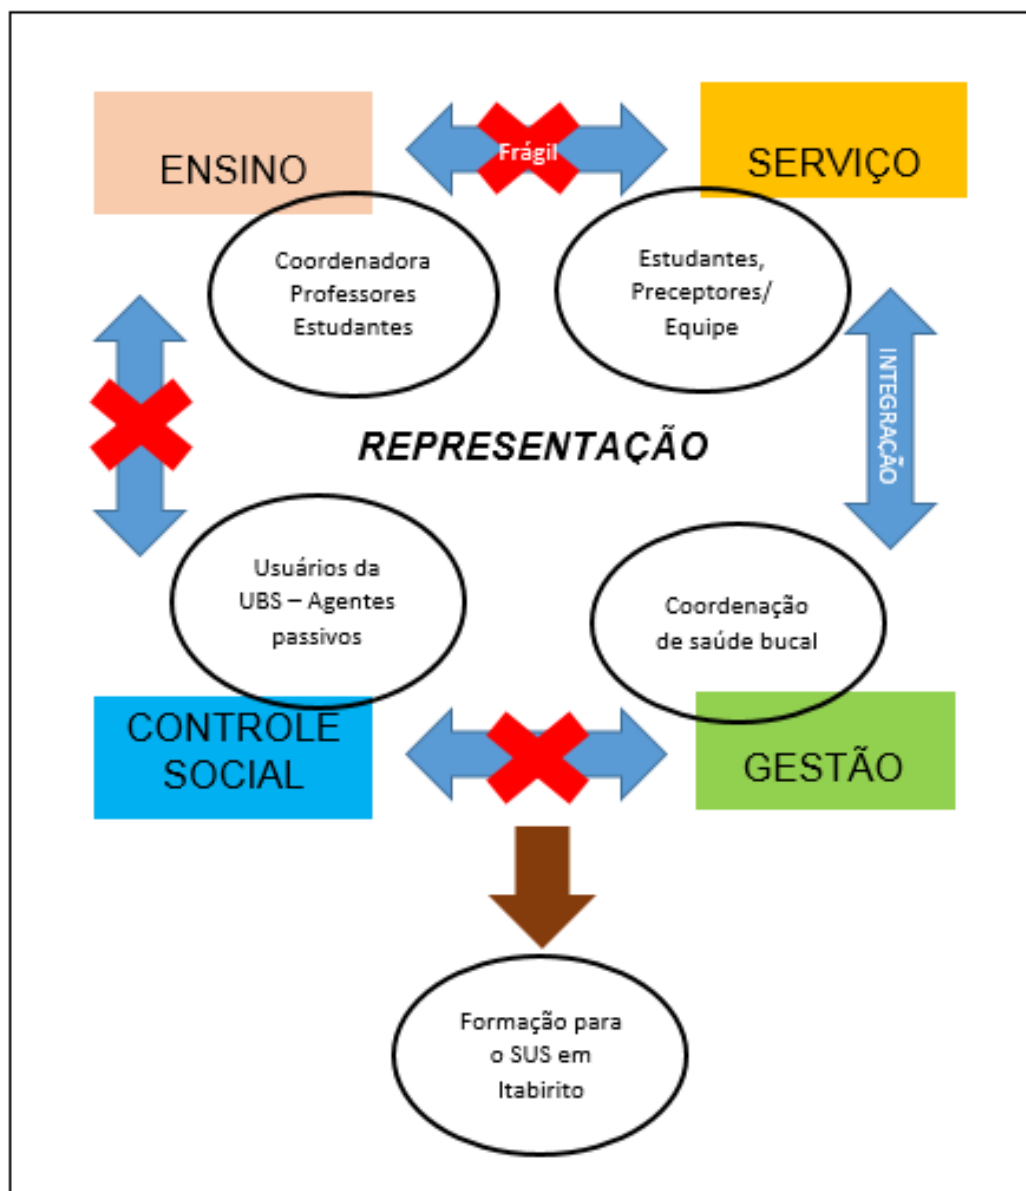 ENSINO
Frágil
SERVIÇO
Coordenadora
Professores
Estudantes
Estudantes,
Preceptores/
Equipe
INTEGRAÇÃO
REPRESENTAÇÃO
Usuários da
UBS – Agentes
passivos
Coordenação
de saúde bucal
CONTROLE
SOCIAL
GESTÃO
Formação para
o SUS em
Itabirito